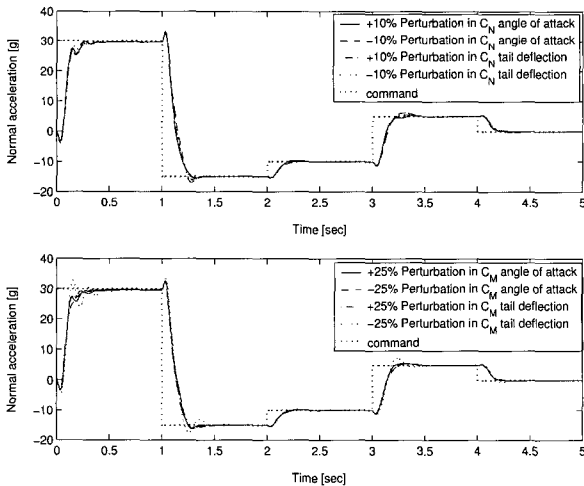 Normal acceleration [g]
40
30
20
10
0
−10
−20
+10% Perturbation in C_N angle of attack
−10% Perturbation in C_N angle of attack
+10% Perturbation in C_N tail deflection
−10% Perturbation in C_N tail deflection
command
0 0.5 1 1.5 2 2.5 3 3.5 4 4.5 5
Time [sec]
Normal acceleration [g]
40
30
20
10
0
−10
−20
+25% Perturbation in C_M angle of attack
−25% Perturbation in C_M angle of attack
+25% Perturbation in C_M tail deflection
−25% Perturbation in C_M tail deflection
command
0 0.5 1 1.5 2 2.5 3 3.5 4 4.5 5
Time [sec]